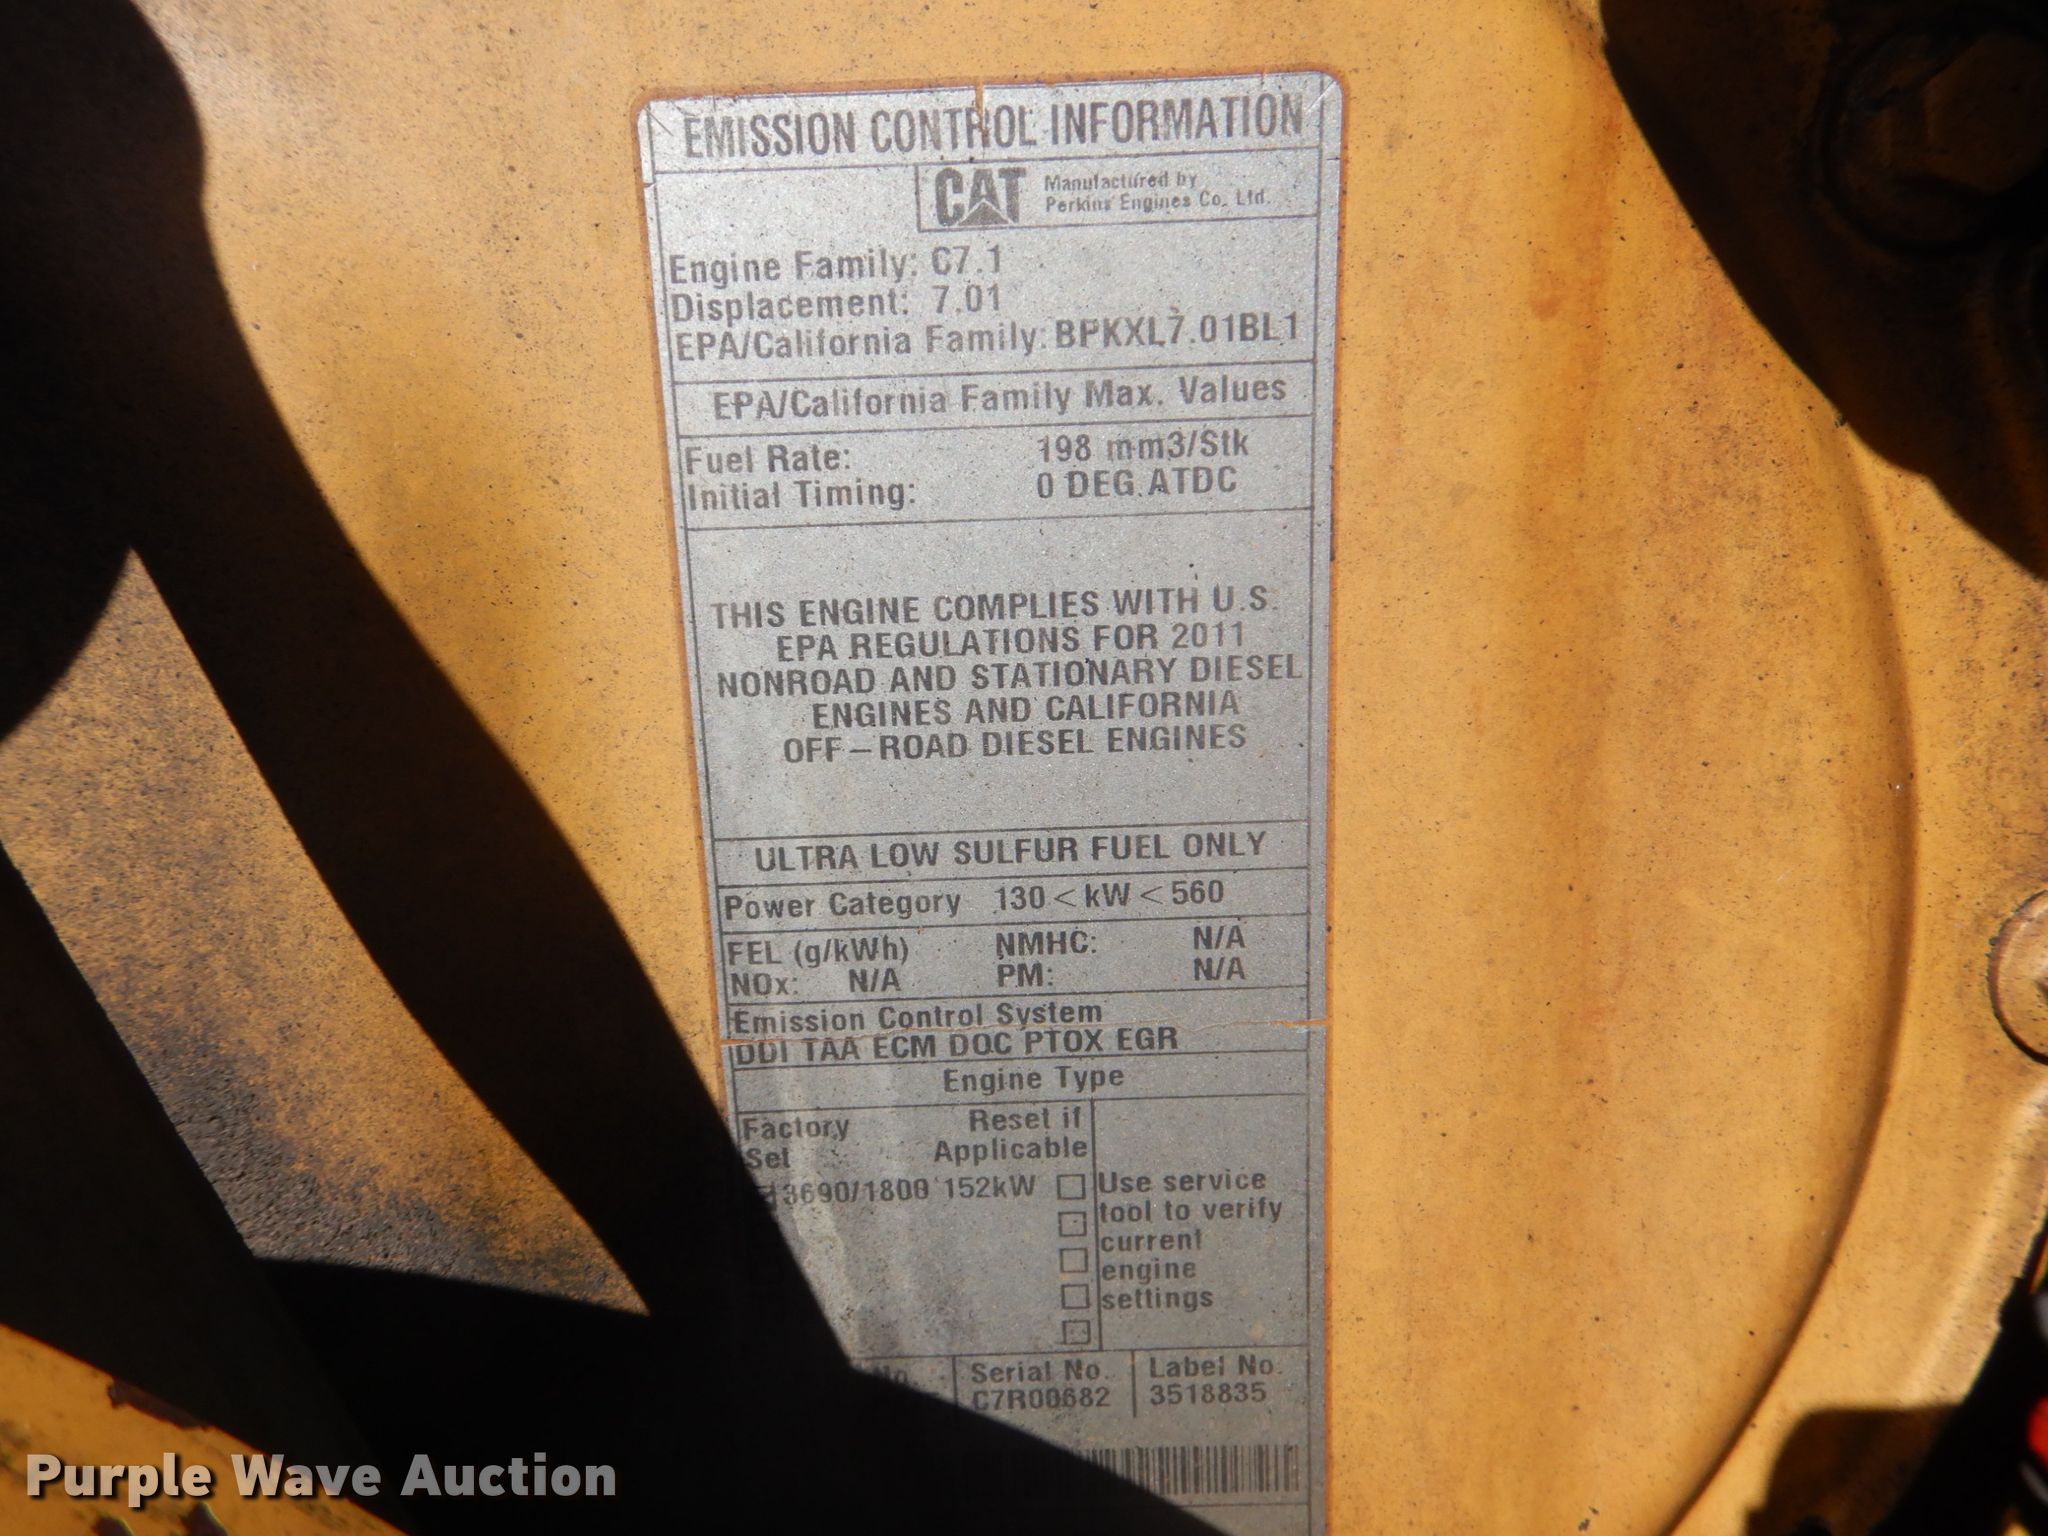 EMISSION CONTROL INFORMATION
CAT
Manufactured by
Perkins Engines Co. Ltd.
Engine Family: C7.1
Displacement: 7.01
EPA/California Family: BPKXL7.01BL1
EPA/California Family Max. Values
Fuel Rate: 198 mm3/Stk
Initial Timing: 0 DEG.ATDC
THIS ENGINE COMPLIES WITH U.S.
EPA REGULATIONS FOR 2011
NONROAD AND STATIONARY DIESEL
ENGINES AND CALIFORNIA
OFF-ROAD DIESEL ENGINES
ULTRA LOW SULFUR FUEL ONLY
Power Category 130 < kW < 560
FEL (g/kWh) NMHC: N/A
NOx: N/A PM: N/A
Emission Control System
DDI TAA ECM DOC PTOX EGR
Engine Type
Factory Set
Reset if Applicable
3690/1800 152kW
Use service
tool to verify
current
engine
settings
No.
Serial No.
C7R00682
Label No.
3518835
Purple Wave Auction